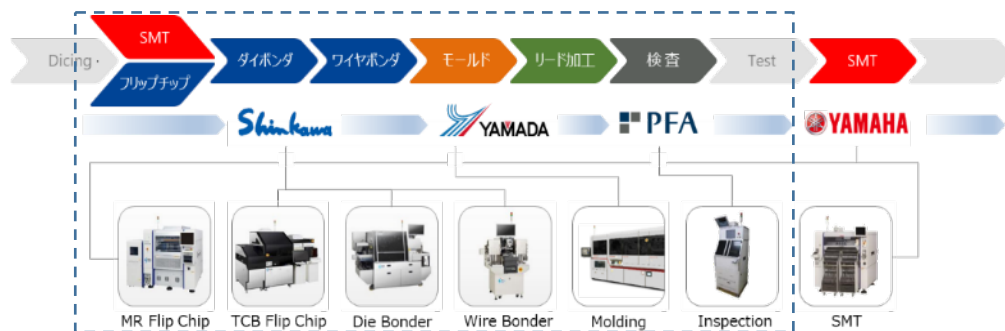 SMT
Dicing・
フリップチップ
ダイボンダ
ワイヤボンダ
モールド
リード加工
検査
Test
SMT
Shinkawa
YAMADA
PFA
YAMAHA
MR Flip Chip
TCB Flip Chip
Die Bonder
Wire Bonder
Molding
Inspection
SMT